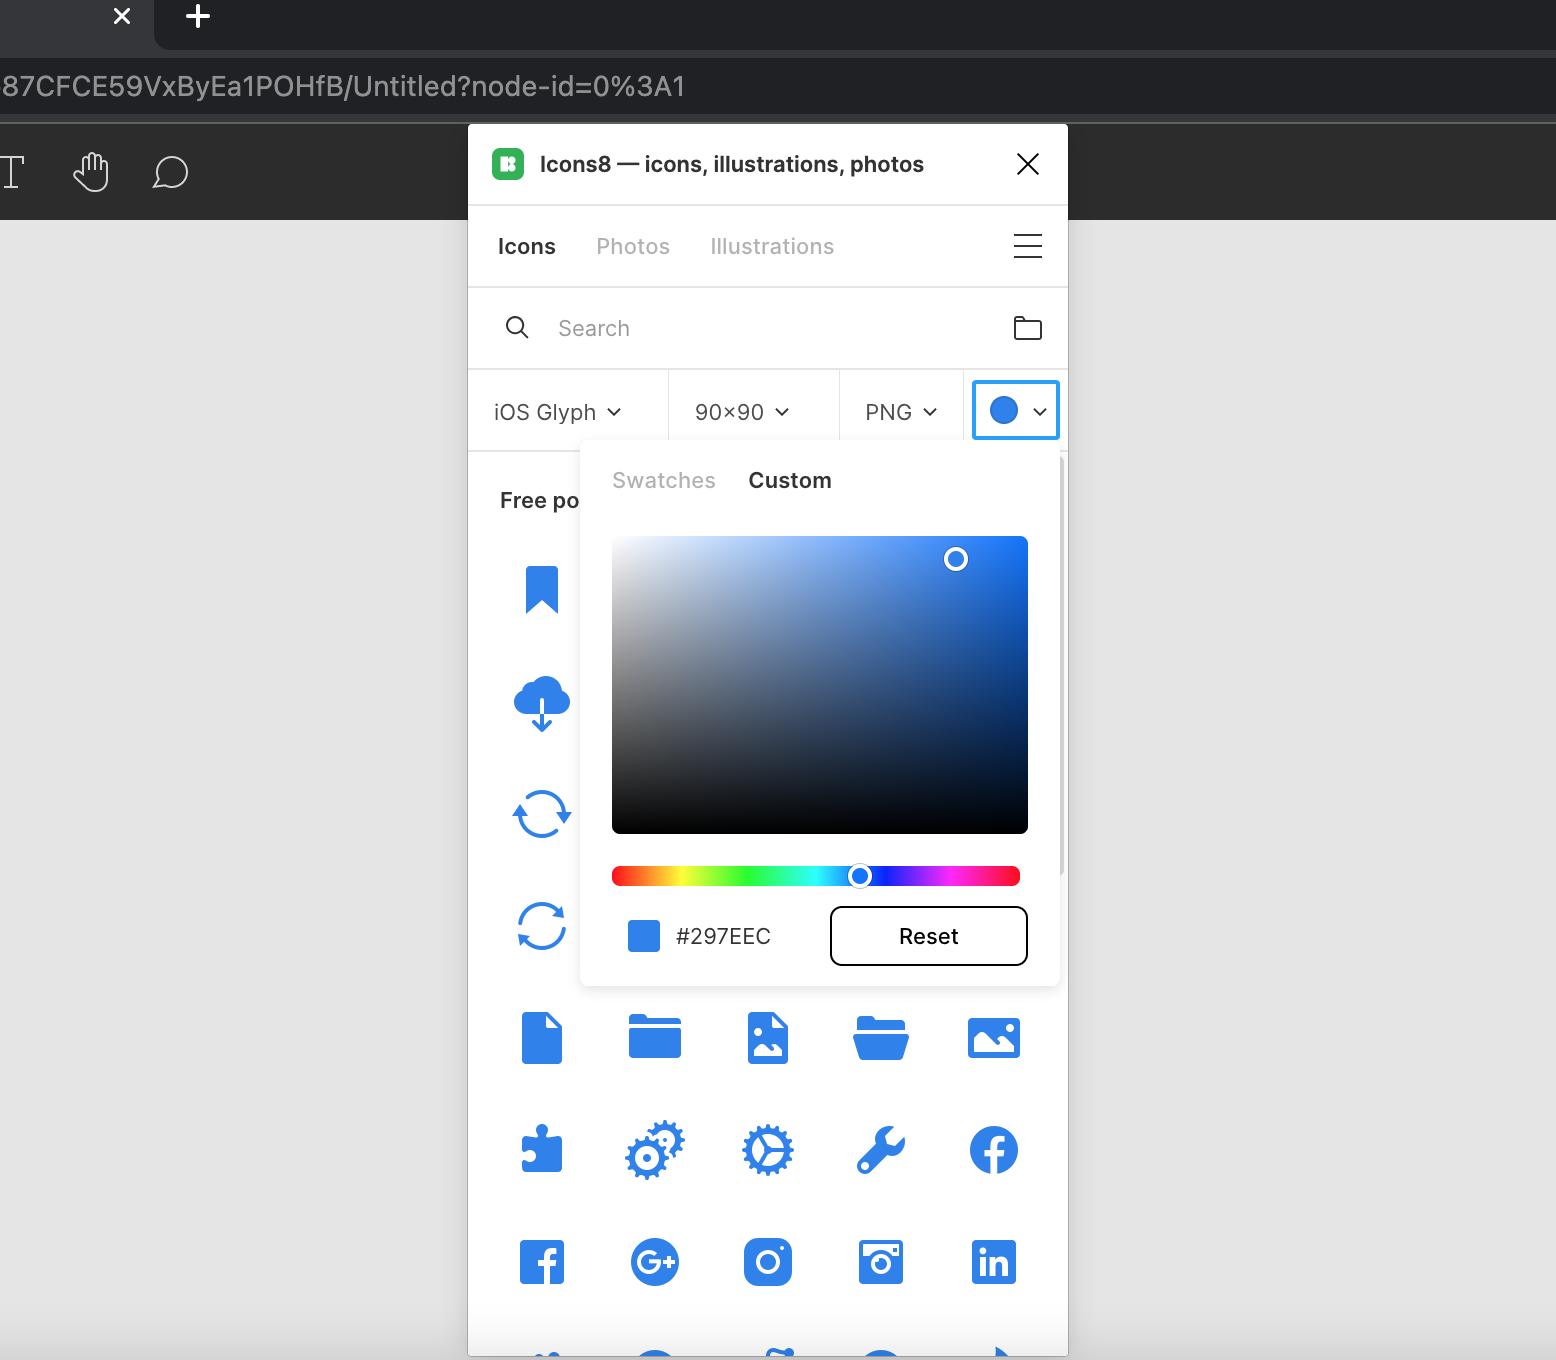 87CFCE59VxByEa1POHfB/Untitled?node-id=0%3A1
T
Icons8 — icons, illustrations, photos
Icons Photos Illustrations
Search
iOS Glyph 90×90 PNG
Swatches Custom
Free po
#297EEC Reset